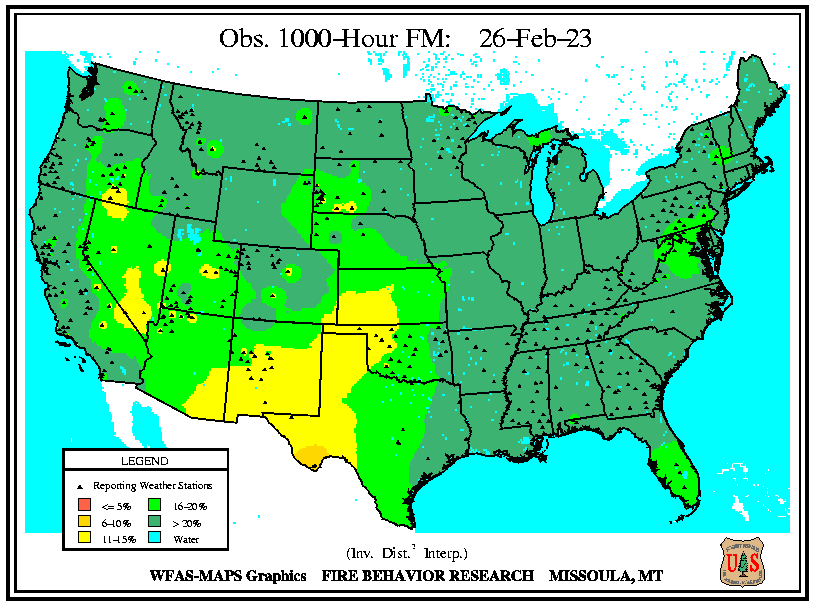 Obs. 1000-Hour FM: 26-Feb-23
LEGEND
Reporting Weather Stations
<= 5% 16-20%
6-10% > 20%
11-15% Water
(Inv. Dist.² Interp.)
WFAS-MAPS Graphics FIRE BEHAVIOR RESEARCH MISSOULA, MT
U S